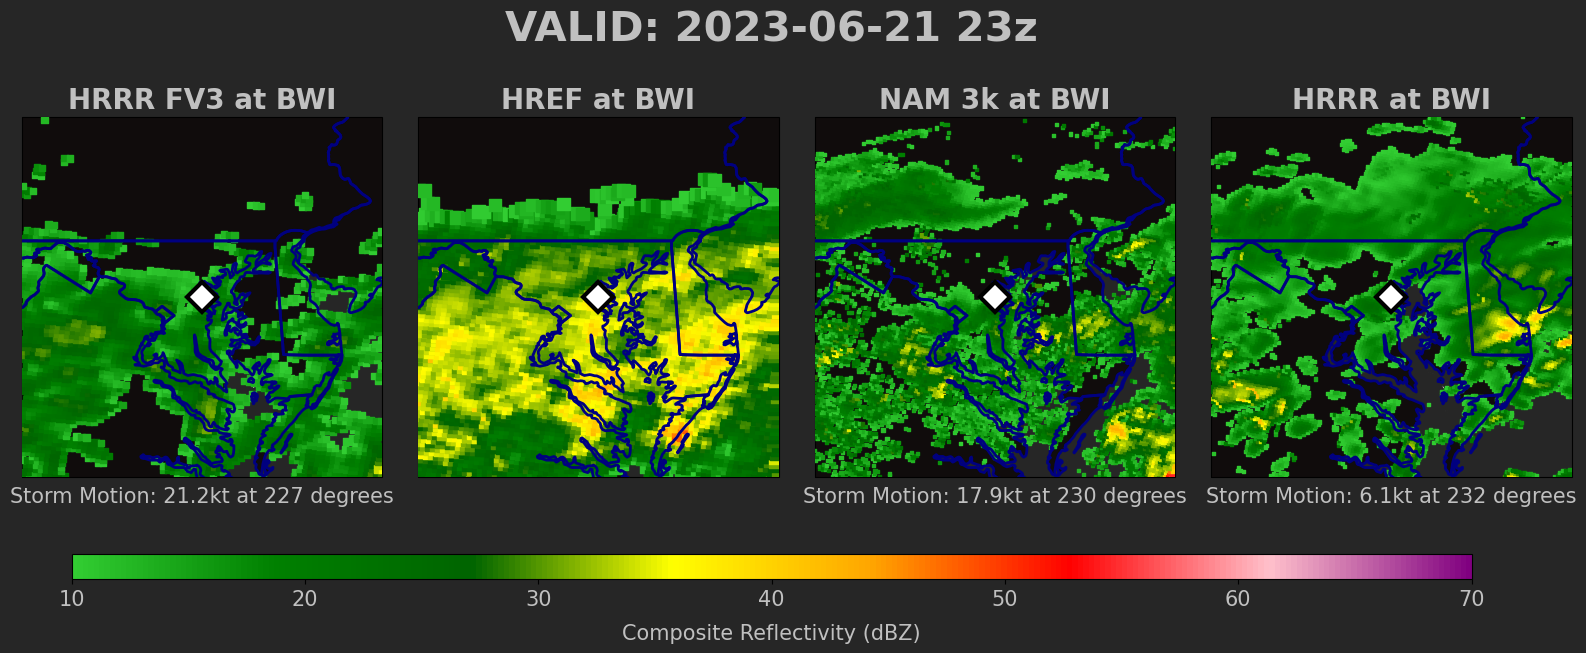 VALID: 2023-06-21 23z
HRRR FV3 at BWI
HREF at BWI
NAM 3k at BWI
HRRR at BWI
Storm Motion: 21.2kt at 227 degrees
Storm Motion: 17.9kt at 230 degrees
Storm Motion: 6.1kt at 232 degrees
10 20 30 40 50 60 70
Composite Reflectivity (dBZ)